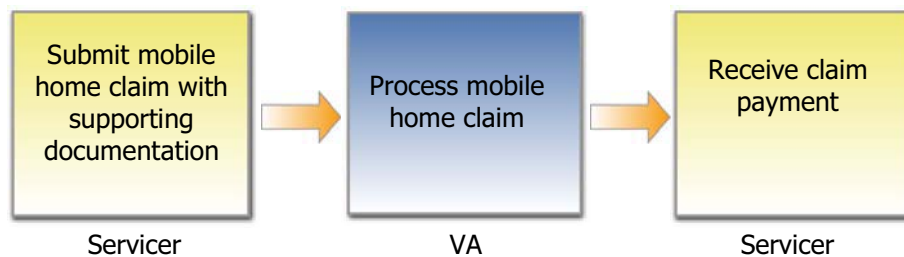 Submit mobile
home claim with
supporting
documentation
Process mobile
home claim
Receive claim
payment
Servicer
VA
Servicer